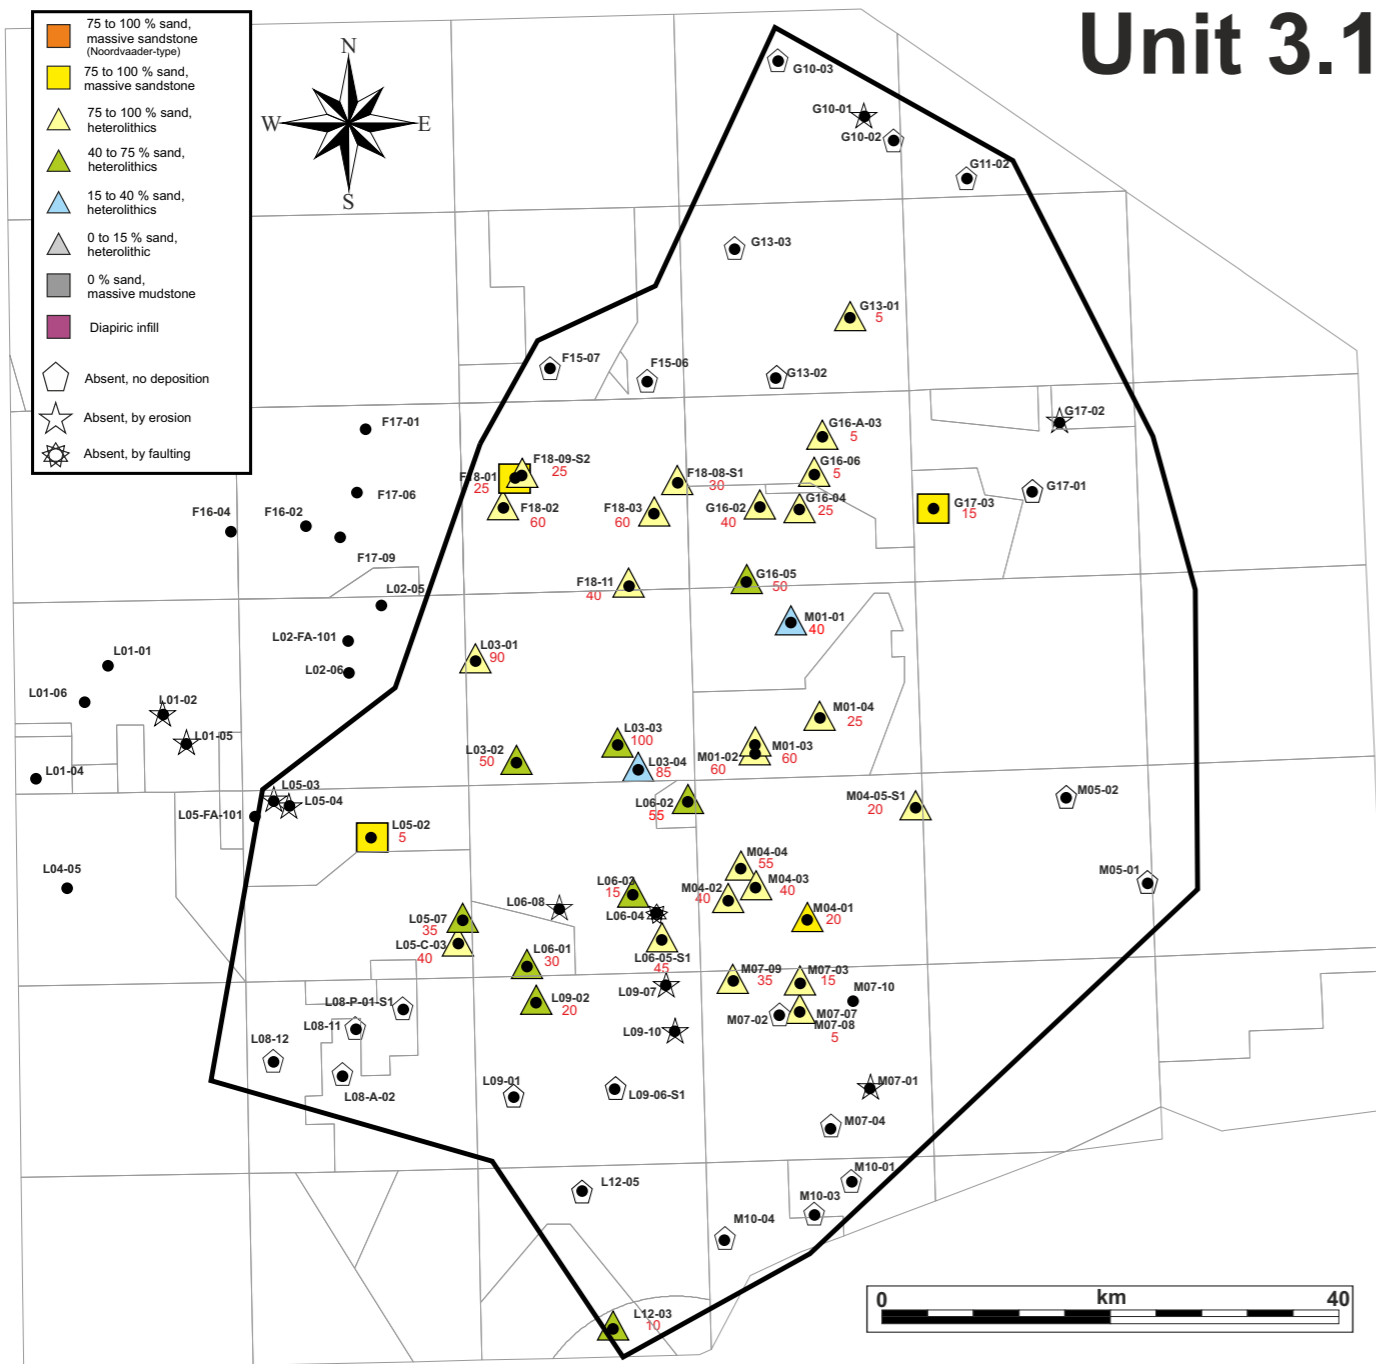 Unit 3.1
75 to 100 % sand,
massive sandstone
(Noordvaader-type)
75 to 100 % sand,
massive sandstone
75 to 100 % sand,
heterolithics
40 to 75 % sand,
heterolithics
15 to 40 % sand,
heterolithics
0 to 15 % sand,
heterolithic
0 % sand,
massive mudstone
Diapiric infill
Absent, no deposition
Absent, by erosion
Absent, by faulting
N
W
E
S
G10-03
G10-01
G10-02
G11-02
G13-03
G13-01
5
F15-07
F15-06
G13-02
F17-01
G16-A-03
5
G17-02
F18-09-S2
25
F18-01
25
F18-08-S1
30
G16-06
5
F17-06
G17-01
F16-04
F16-02
F18-02
60
F18-03
60
G16-02
40
G16-04
25
G17-03
15
F17-09
F18-11
40
G16-05
50
L02-05
M01-01
40
L02-FA-101
L03-01
90
L01-01
L02-06
L01-06
L01-02
M01-04
25
L01-05
L03-02
50
L03-03
100
M01-02
60
M01-03
60
L01-04
L03-04
85
L05-03
L05-04
L06-02
55
M04-05-S1
20
M05-02
L05-FA-101
L05-02
5
M04-04
55
L04-05
L06-03
15
M04-02
40
M04-03
40
M05-01
L06-08
L06-04
M04-01
20
L05-07
35
L05-C-03
40
L06-01
30
L06-05-S1
45
M07-09
35
M07-03
15
L09-07
M07-10
L08-P-01-S1
L09-02
20
M07-02
M07-07
M07-08
5
L08-11
L09-10
L08-12
L08-A-02
L09-01
L09-06-S1
M07-01
M07-04
M10-01
L12-05
M10-03
M10-04
L12-03
10
0
km
40